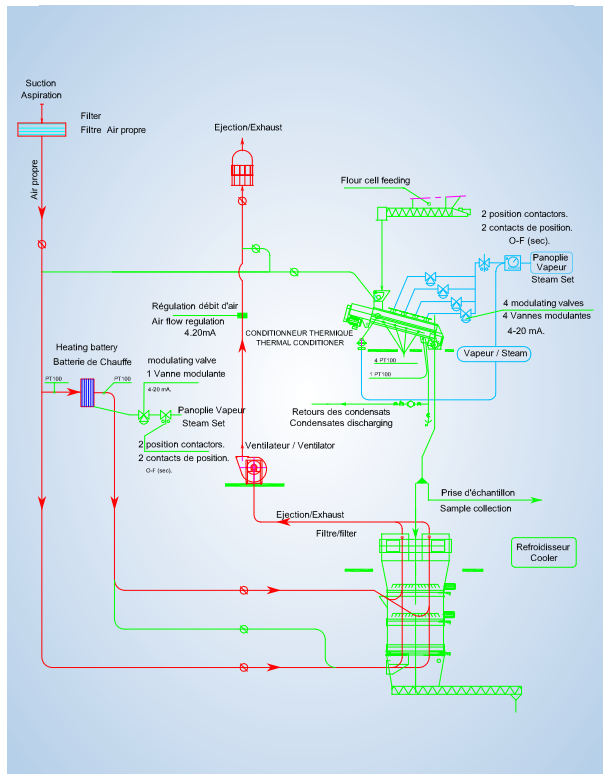 Suction
Aspiration
Filter
Filtre Air propre
Air propre
Ejection/Exhaust
Flour cell feeding
2 position contactors.
2 contacts de position.
O-F (sec).
Panoplie
Vapeur
Steam Set
4 modulating valves
4 Vannes modulantes
4-20 mA.
Vapeur / Steam
Régulation débit d'air
Air flow regulation
4.20mA
CONDITIONNEUR THERMIQUE
THERMAL CONDITIONER
4 PT100
1 PT100
Heating battery
Batterie de Chauffe
PT100
PT100
modulating valve
1 Vanne modulante
4-20 mA.
Panoplie Vapeur
Steam Set
2 position contactors.
2 contacts de position.
O-F (sec).
Retours des condensats
Condensates discharging
Ventilateur / Ventilator
Prise d'échantillon
Sample collection
Ejection/Exhaust
Filtre/filter
Refroidisseur
Cooler